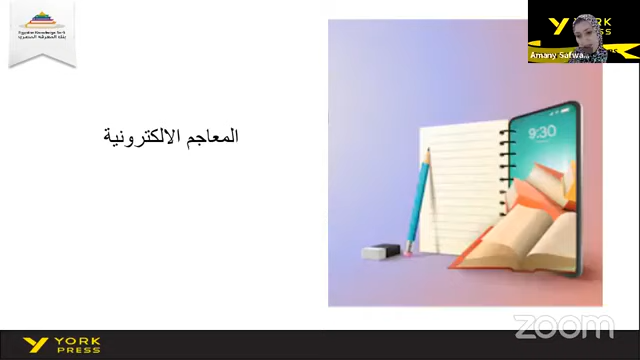 Egyptian Knowledge Bank
بنك المعرفة المصري
YORK
PRESS
Amany Safwa...
المعاجم الالكترونية
9:30
zoom
YORK
PRESS